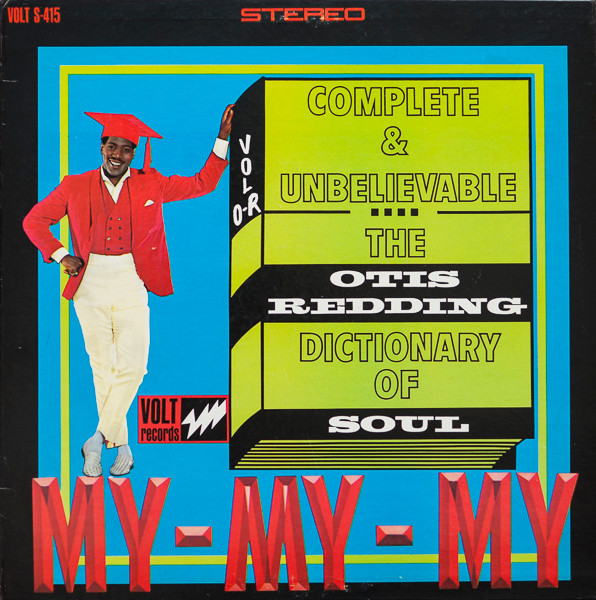 VOLT S-415
STEREO
VOL
O-R
COMPLETE
&
UNBELIEVABLE
....
THE
OTIS
REDDING
DICTIONARY
OF
SOUL
VOLT
records
MY-MY-MY